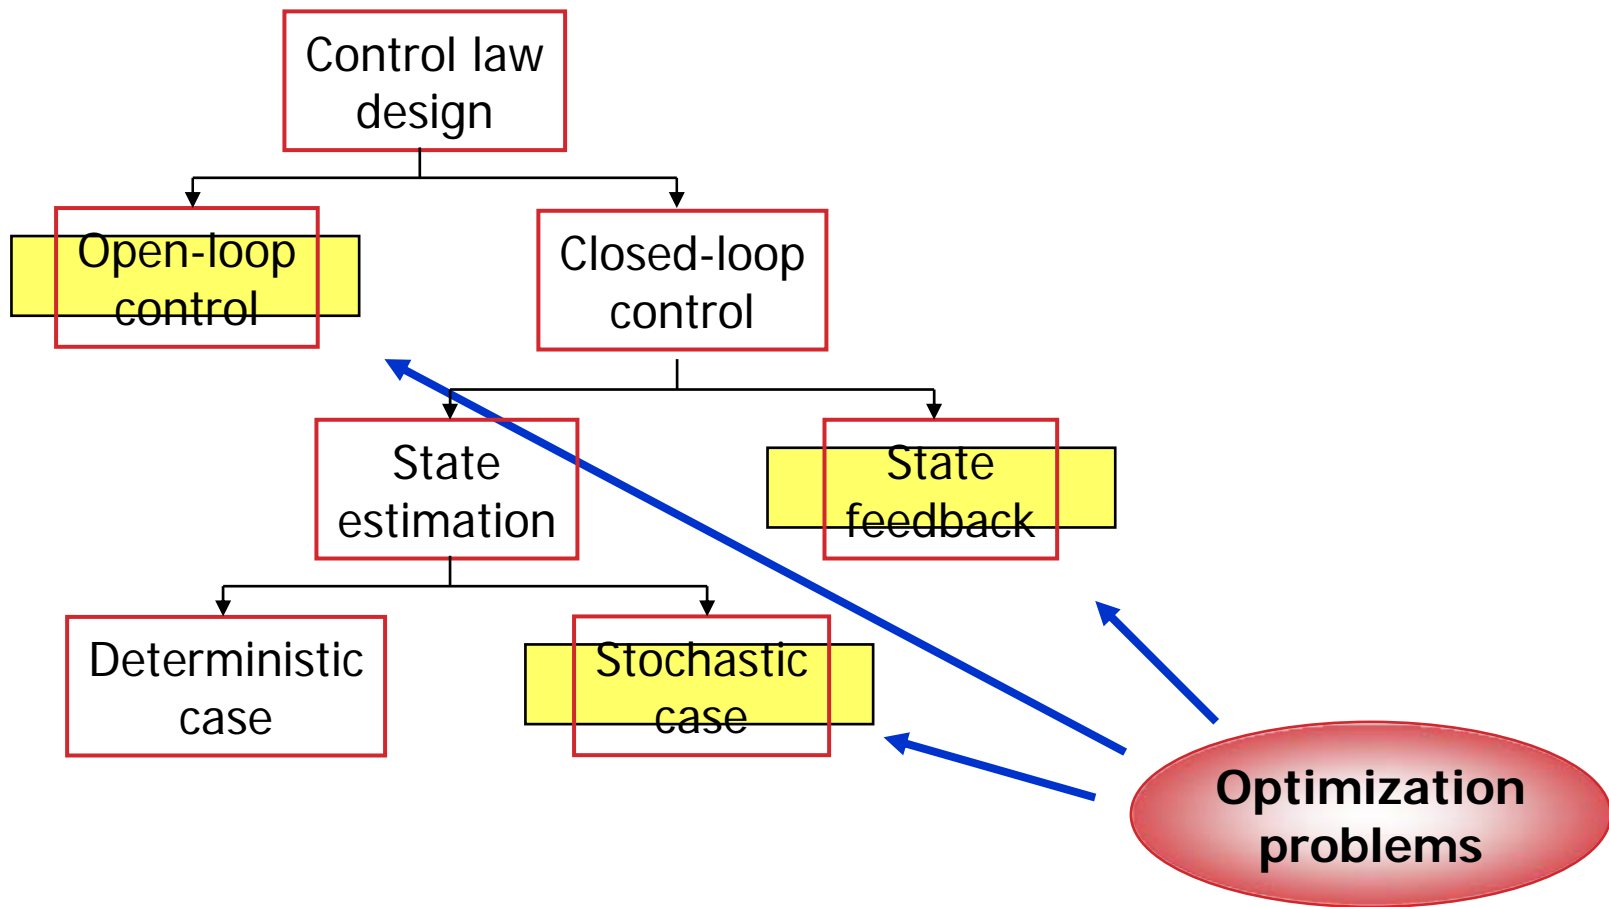 Control law
design
Open-loop
control
Closed-loop
control
State
estimation
State
feedback
Deterministic
case
Stochastic
case
Optimization
problems